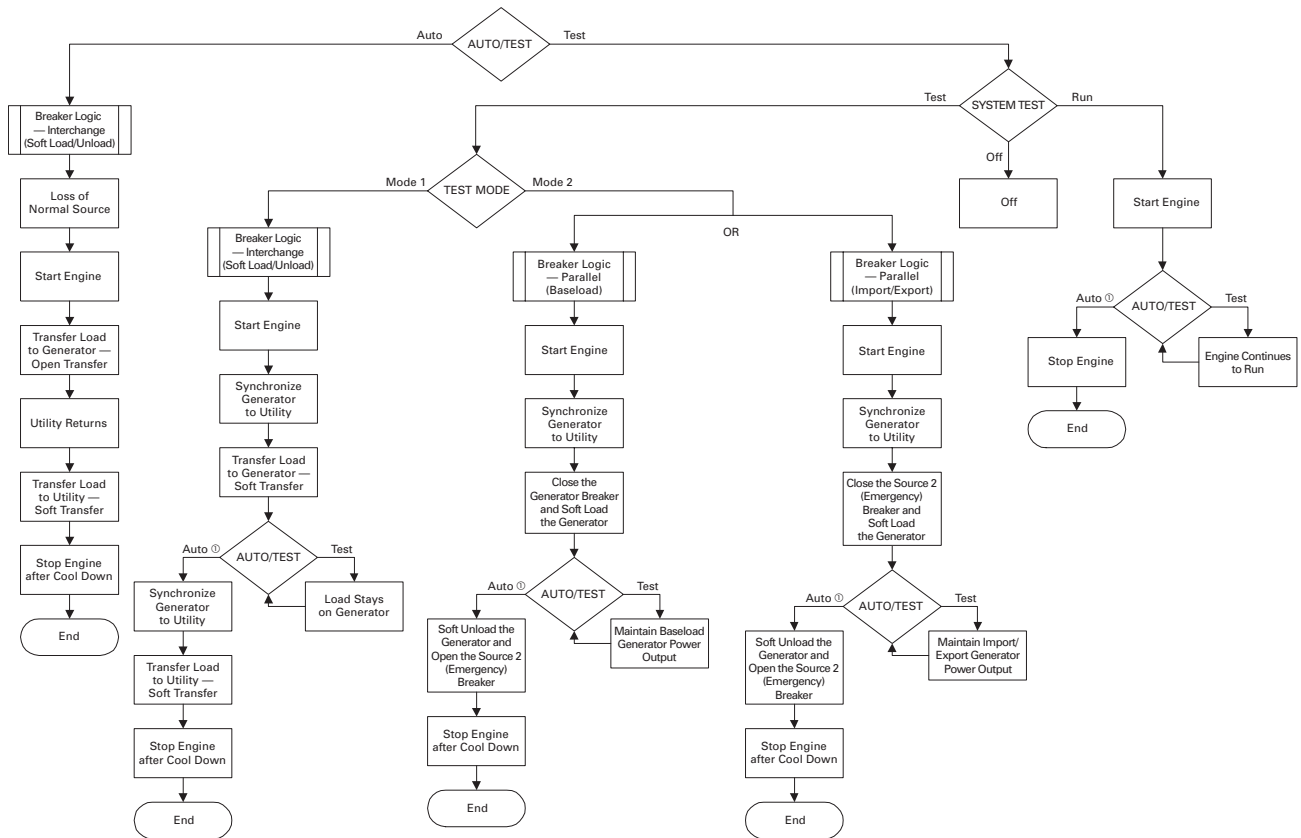 Auto
AUTO/TEST
Test
Breaker Logic
— Interchange
(Soft Load/Unload)
Loss of
Normal Source
Start Engine
Transfer Load
to Generator —
Open Transfer
Utility Returns
Transfer Load
to Utility —
Soft Transfer
Stop Engine
after Cool Down
End
Test
SYSTEM TEST
Run
Off
Off
Mode 1
TEST MODE
Mode 2
OR
Breaker Logic
— Interchange
(Soft Load/Unload)
Start Engine
Synchronize
Generator
to Utility
Transfer Load
to Generator —
Soft Transfer
Auto ①
AUTO/TEST
Test
Load Stays
on Generator
Synchronize
Generator
to Utility
Transfer Load
to Utility —
Soft Transfer
Stop Engine
after Cool Down
End
Breaker Logic
— Parallel
(Baseload)
Start Engine
Synchronize
Generator
to Utility
Close the
Generator Breaker
and Soft Load
the Generator
Auto ①
AUTO/TEST
Test
Maintain Baseload
Generator Power
Output
Soft Unload the
Generator and
Open the Source 2
(Emergency)
Breaker
Stop Engine
after Cool Down
End
Breaker Logic
— Parallel
(Import/Export)
Start Engine
Synchronize
Generator
to Utility
Close the Source 2
(Emergency)
Breaker and
Soft Load
the Generator
Auto ①
AUTO/TEST
Test
Maintain Import/
Export Generator
Power Output
Soft Unload the
Generator and
Open the Source 2
(Emergency)
Breaker
Stop Engine
after Cool Down
End
Start Engine
Auto ①
AUTO/TEST
Test
Stop Engine
Engine Continues
to Run
End